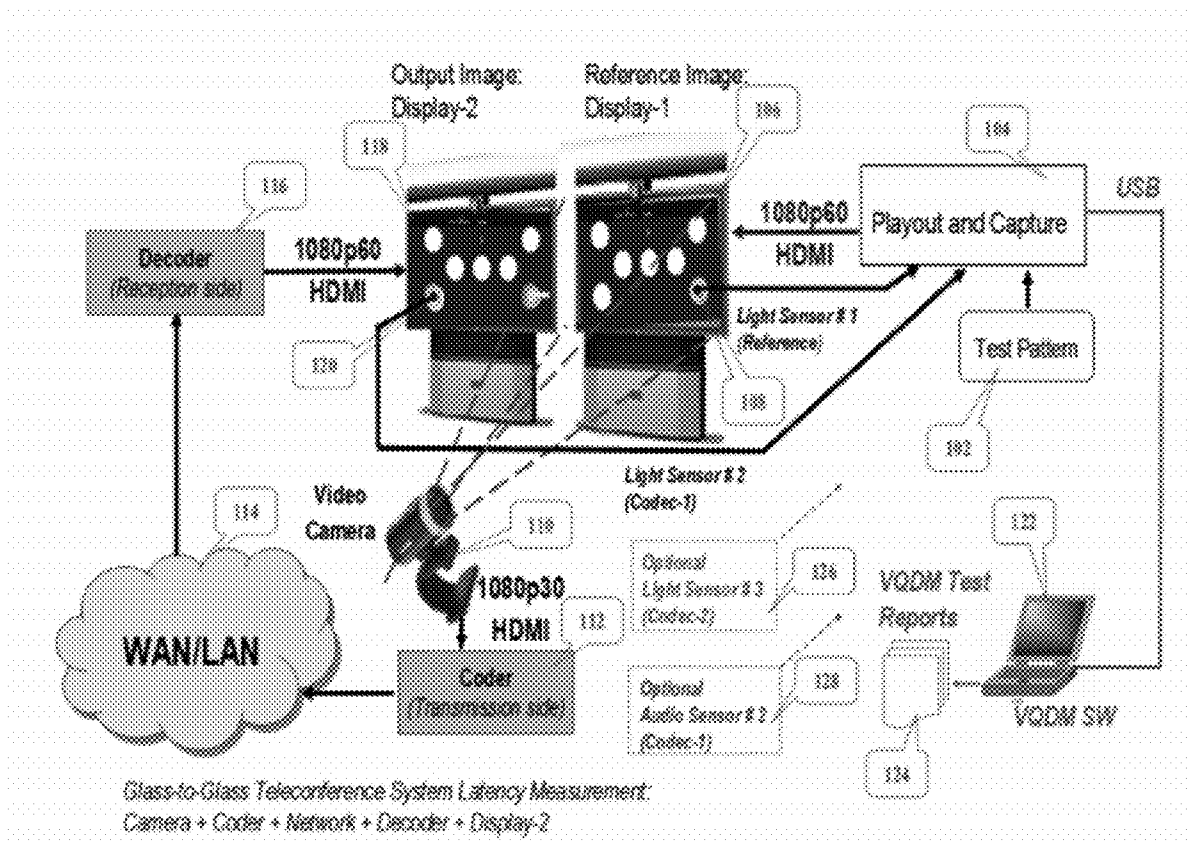 Output Image:
Display-2
Reference Image:
Display-1
106
118
104
116
USB
1080p60
HDMI
Playout and Capture
Decoder
(Reception side)
1080p60
HDMI
Light Sensor # 1
(Reference)
Test Pattern
120
108
102
Light Sensor # 2
(Codec-1)
Video
Camera
114
110
122
Optional
Light Sensor # 3
(Codec-2)
126
VQDM Test
Reports
1080p30
HDMI
112
WAN/LAN
Coder
(Transmission side)
Optional
Audio Sensor # 2
(Codec-1)
128
VQDM SW
124
Glass-to-Glass Teleconference System Latency Measurement:
Camera + Coder + Network + Decoder + Display-2